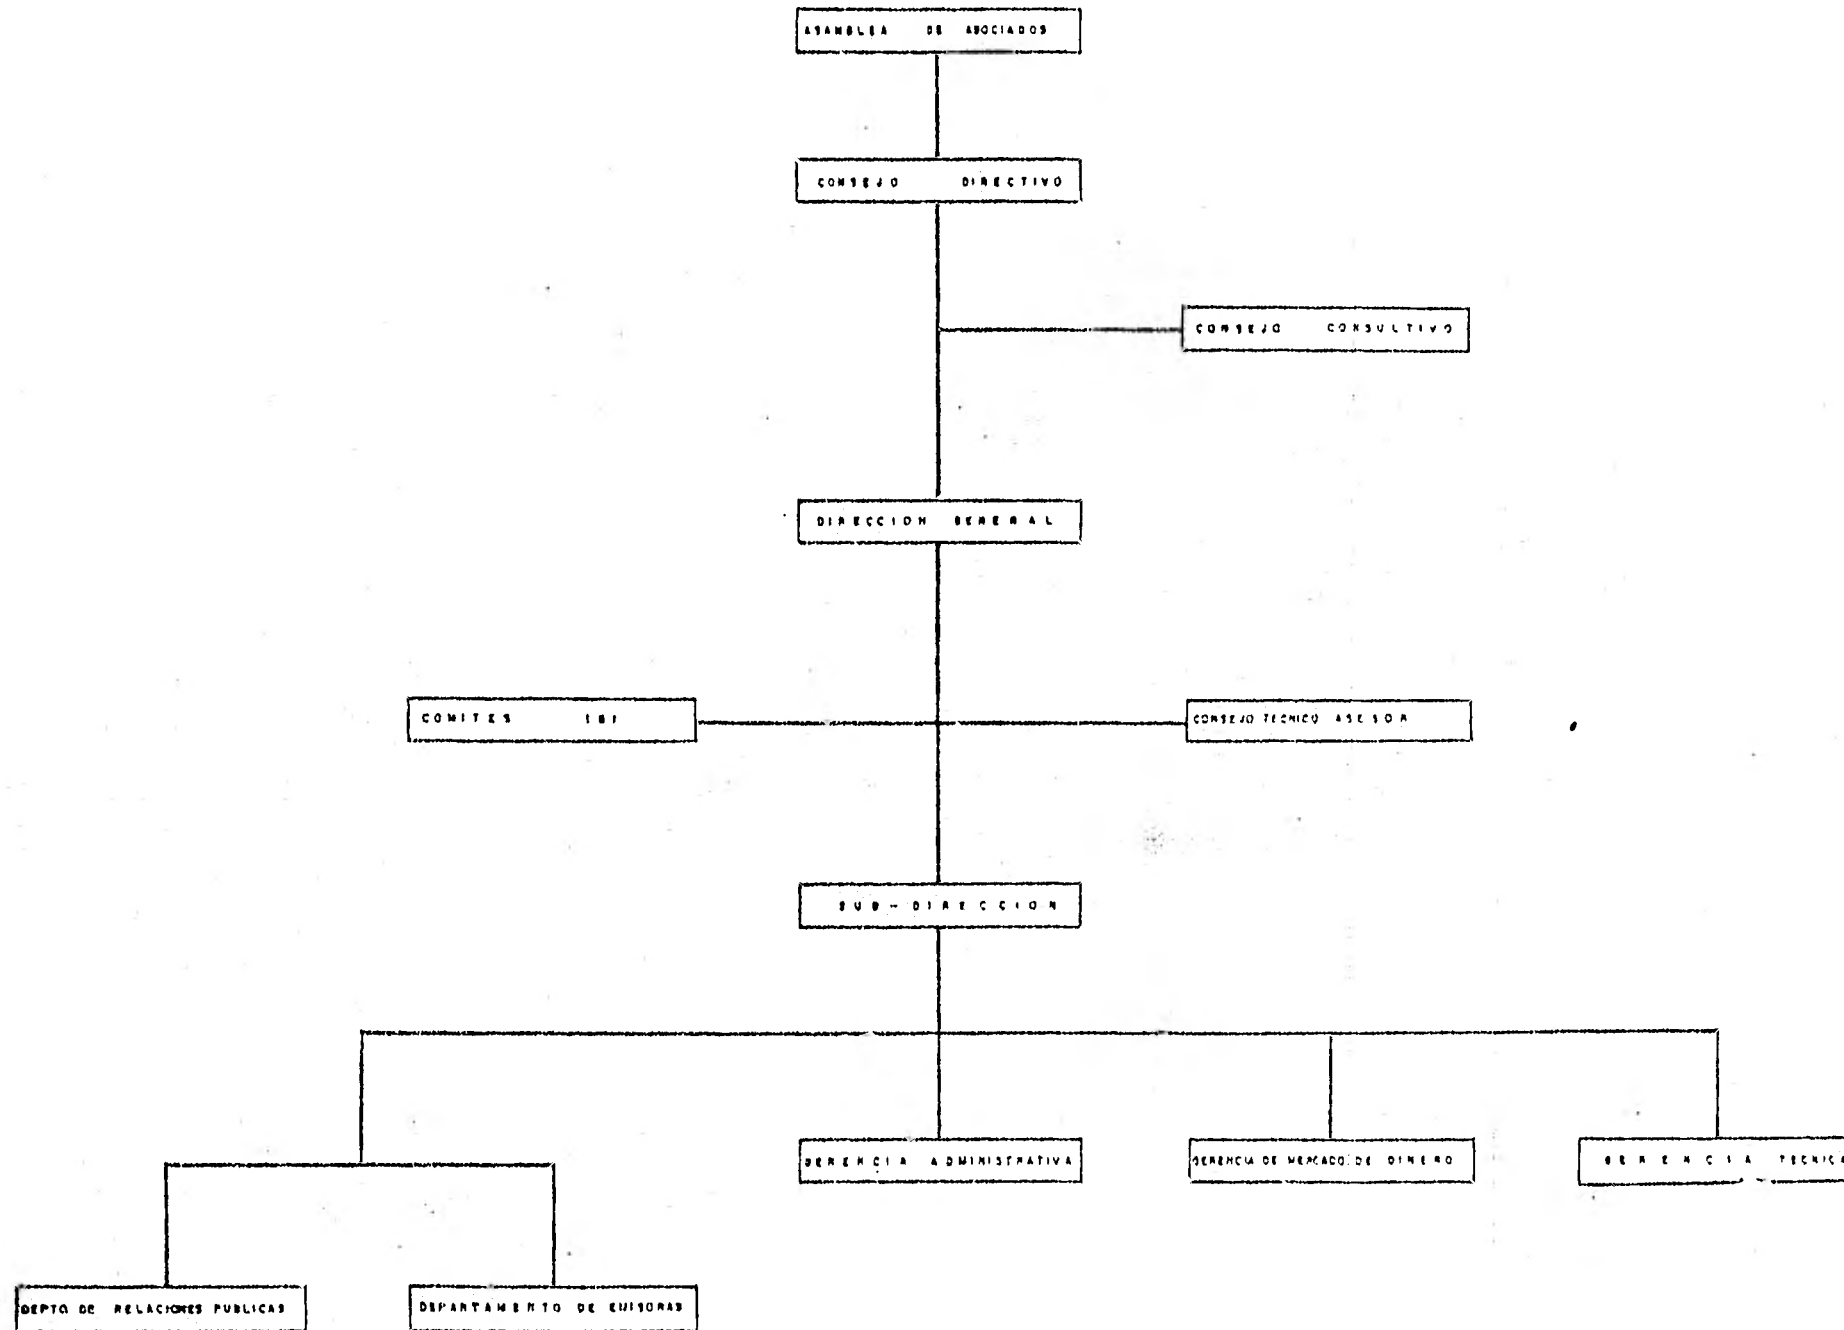 ASAMBLEA DE ASOCIADOS
CONSEJO DIRECTIVO
CONSEJO CONSULTIVO
DIRECCION GENERAL
COMITES
CONSEJO TECNICO ASESOR
SUB-DIRECCION
GERENCIA ADMINISTRATIVA
GERENCIA DE MERCADO DE DINERO
GERENCIA TECNICA
DEPTO DE RELACIONES PUBLICAS
DEPARTAMENTO DE EMISORAS